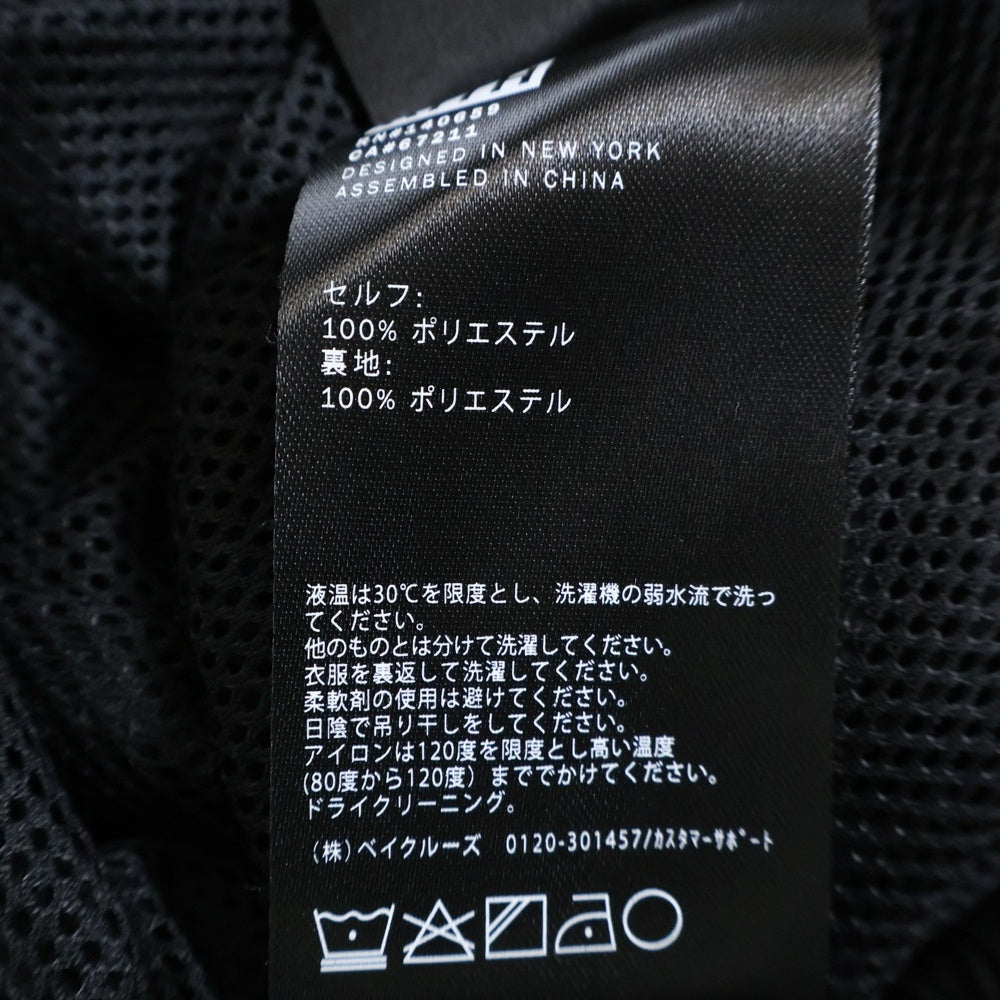 RN#140659
CA#67211
DESIGNED IN NEW YORK
ASSEMBLED IN CHINA
セルフ:
100% ポリエステル
裏地:
100% ポリエステル
液温は30℃を限度とし、洗濯機の弱水流で洗っ
てください。
他のものとは分けて洗濯してください。
衣服を裏返して洗濯してください。
柔軟剤の使用は避けてください。
日陰で吊り干しをしてください。
アイロンは120度を限度とし高い温度
(80度から120度）まででかけてください。
ドライクリーニング。
（株）ベイクルーズ 0120-301457/ｶｽﾀﾏｰｻﾎﾟｰﾄ